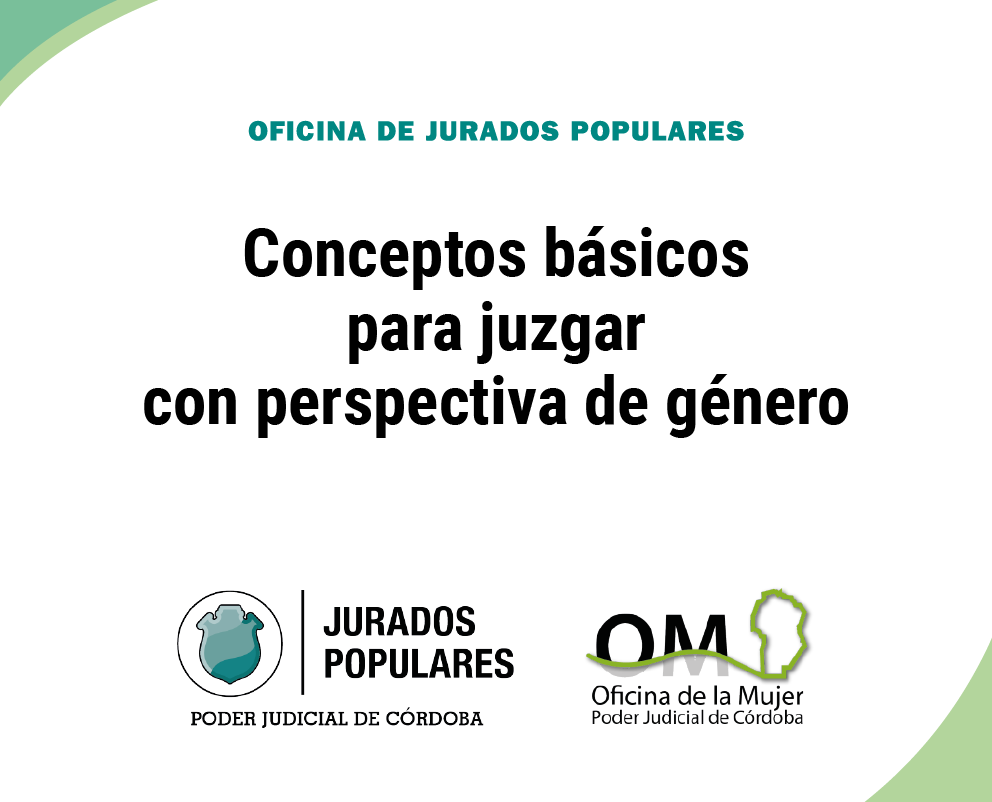 OFICINA DE JURADOS POPULARES
Conceptos básicos
para juzgar
con perspectiva de género
JURADOS
POPULARES
PODER JUDICIAL DE CÓRDOBA
OM
Oficina de la Mujer
Poder Judicial de Córdoba